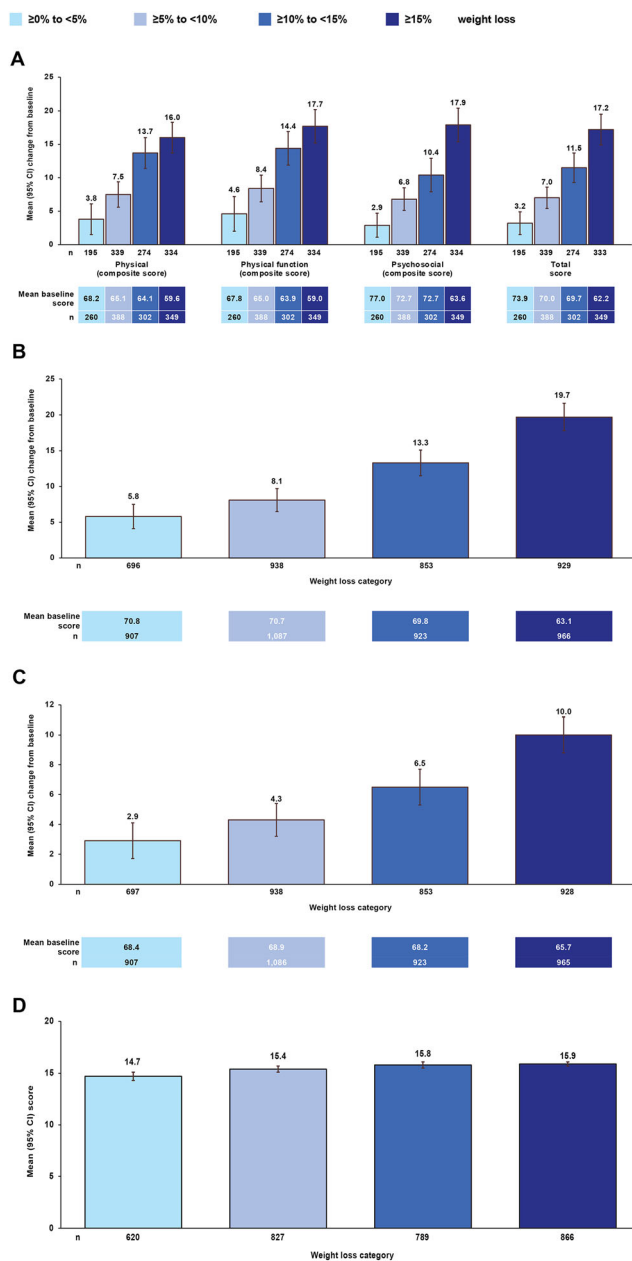 ≥0% to <5% ≥5% to <10% ≥10% to <15% ≥15% weight loss
A
Mean (95% CI) change from baseline
25
20
15
10
5
0
3.8 7.5 13.7 16.0 4.6 8.4 14.4 17.7 2.9 6.8 10.4 17.9 3.2 7.0 11.5 17.2
n 195 339 274 334 195 339 274 334 195 339 274 334 195 339 274 333
Physical Physical function Psychosocial Total
(composite score) (composite score) (composite score) score
Mean baseline
score 68.2 65.1 64.1 59.6 67.8 65.0 63.9 59.0 77.0 72.7 72.7 63.6 73.9 70.0 69.7 62.2
n 260 388 302 349 260 388 302 349 260 388 302 349 260 388 302 349
B
Mean (95% CI) change from baseline
25
20
15
10
5
0
5.8 8.1 13.3 19.7
n 696 938 853 929
Weight loss category
Mean baseline
score 70.8 70.7 69.8 63.1
n 907 1,087 923 966
C
Mean (95% CI) change from baseline
12
10
8
6
4
2
0
2.9 4.3 6.5 10.0
n 697 938 853 928
Weight loss category
Mean baseline
score 68.4 68.9 68.2 65.7
n 907 1,086 923 965
D
Mean (95% CI) score
20
15
10
5
0
14.7 15.4 15.8 15.9
n 620 827 789 866
Weight loss category